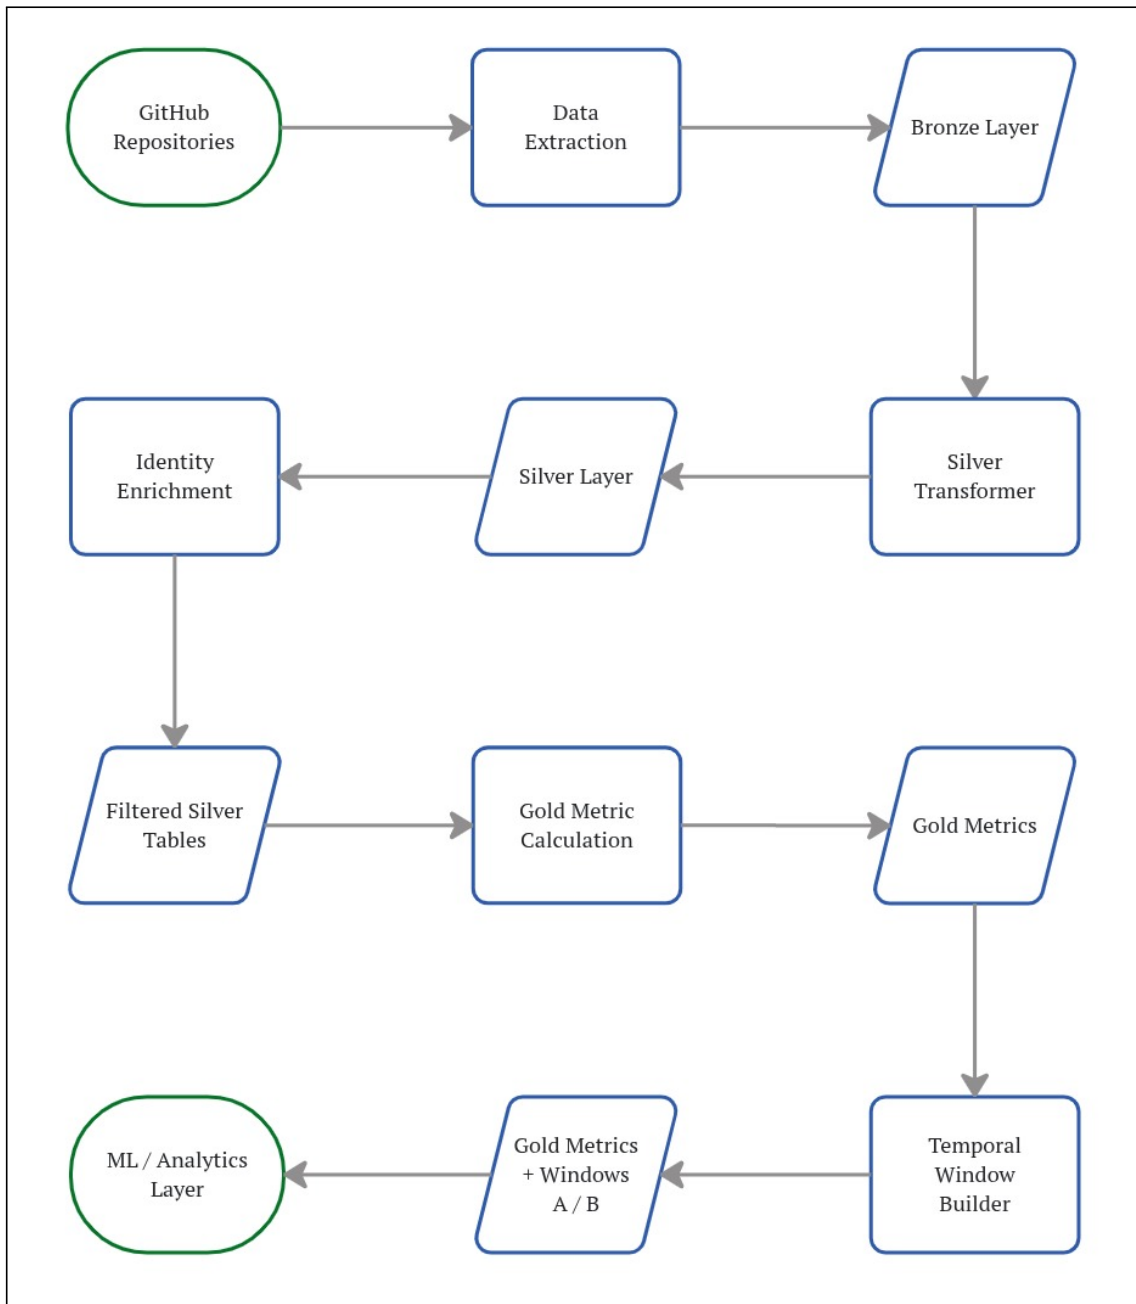 GitHub
Repositories
Data
Extraction
Bronze Layer
Silver
Transformer
Silver Layer
Identity
Enrichment
Filtered Silver
Tables
Gold Metric
Calculation
Gold Metrics
Temporal
Window
Builder
Gold Metrics
+ Windows
A / B
ML / Analytics
Layer